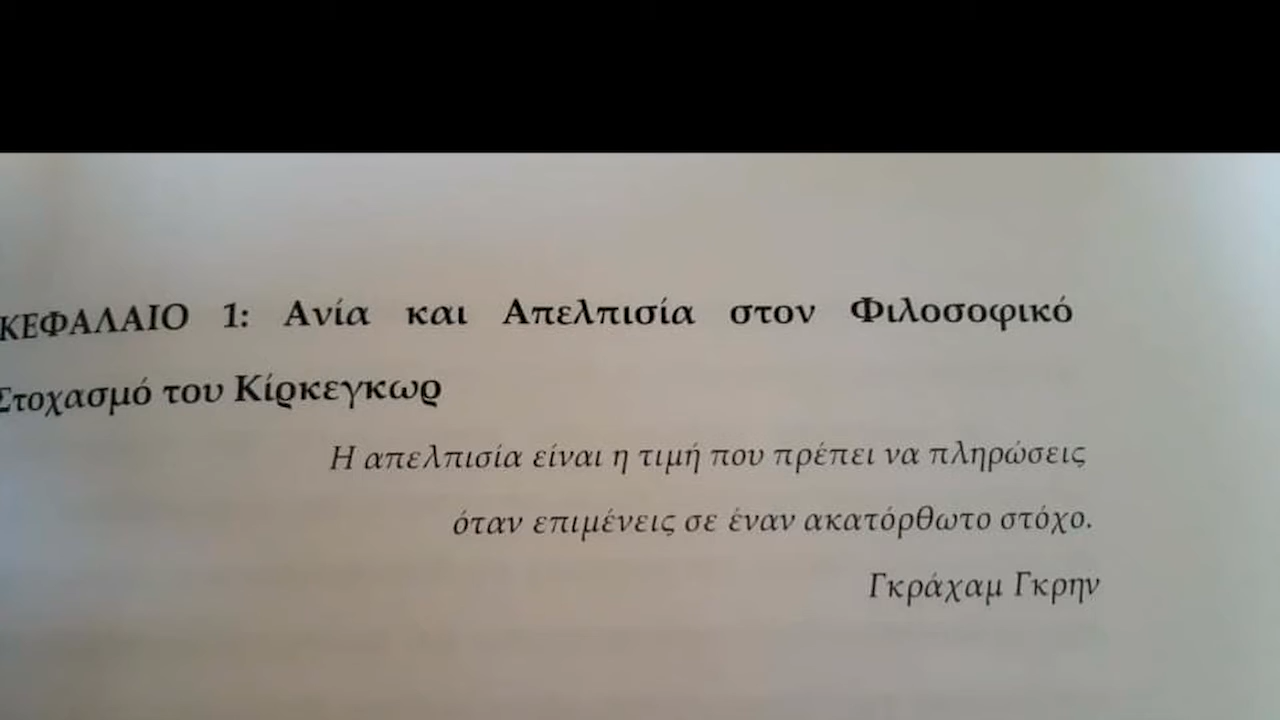 ΚΕΦΑΛΑΙΟ 1: Ανία και Απελπισία στον Φιλοσοφικό
Στοχασμό του Κίρκεγκωρ
Η απελπισία είναι η τιμή που πρέπει να πληρώσεις
όταν επιμένεις σε έναν ακατόρθωτο στόχο.
Γκράχαμ Γκρην